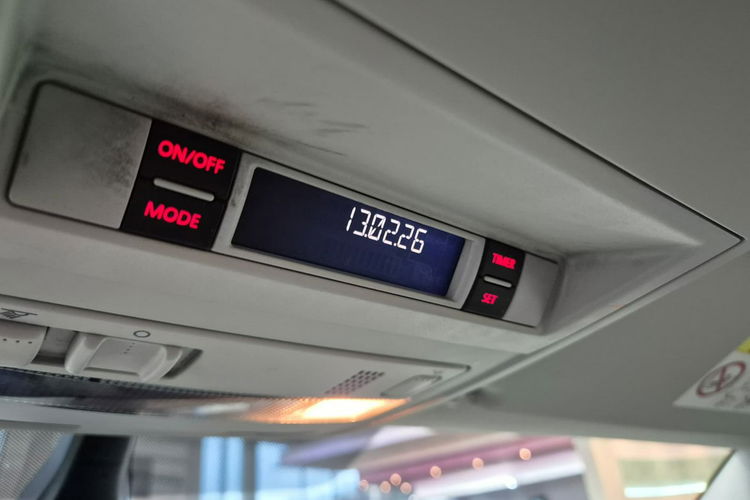 ON/OFF
MODE
13.02.26
TIMER
SET